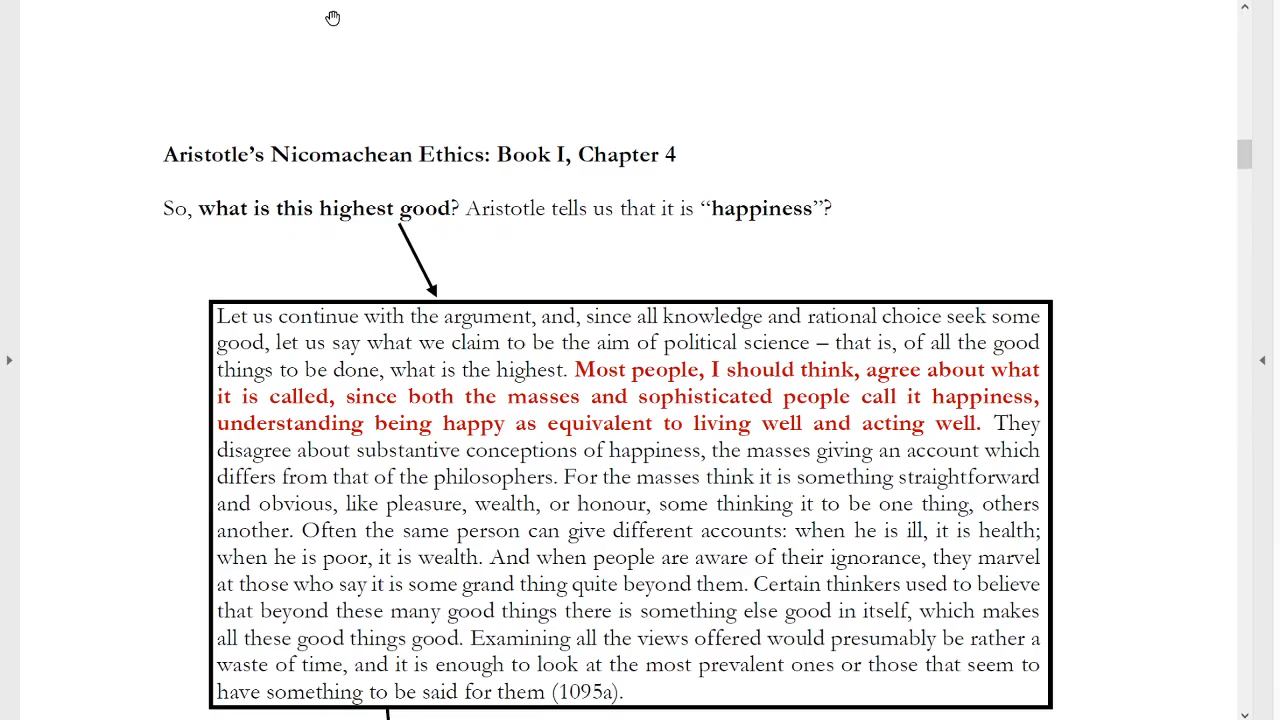 Aristotle’s Nicomachean Ethics: Book I, Chapter 4
So, what is this highest good? Aristotle tells us that it is “happiness”?
Let us continue with the argument, and, since all knowledge and rational choice seek some
good, let us say what we claim to be the aim of political science – that is, of all the good
things to be done, what is the highest. Most people, I should think, agree about what
it is called, since both the masses and sophisticated people call it happiness,
understanding being happy as equivalent to living well and acting well. They
disagree about substantive conceptions of happiness, the masses giving an account which
differs from that of the philosophers. For the masses think it is something straightforward
and obvious, like pleasure, wealth, or honour, some thinking it to be one thing, others
another. Often the same person can give different accounts: when he is ill, it is health;
when he is poor, it is wealth. And when people are aware of their ignorance, they marvel
at those who say it is some grand thing quite beyond them. Certain thinkers used to believe
that beyond these many good things there is something else good in itself, which makes
all these good things good. Examining all the views offered would presumably be rather a
waste of time, and it is enough to look at the most prevalent ones or those that seem to
have something to be said for them (1095a).